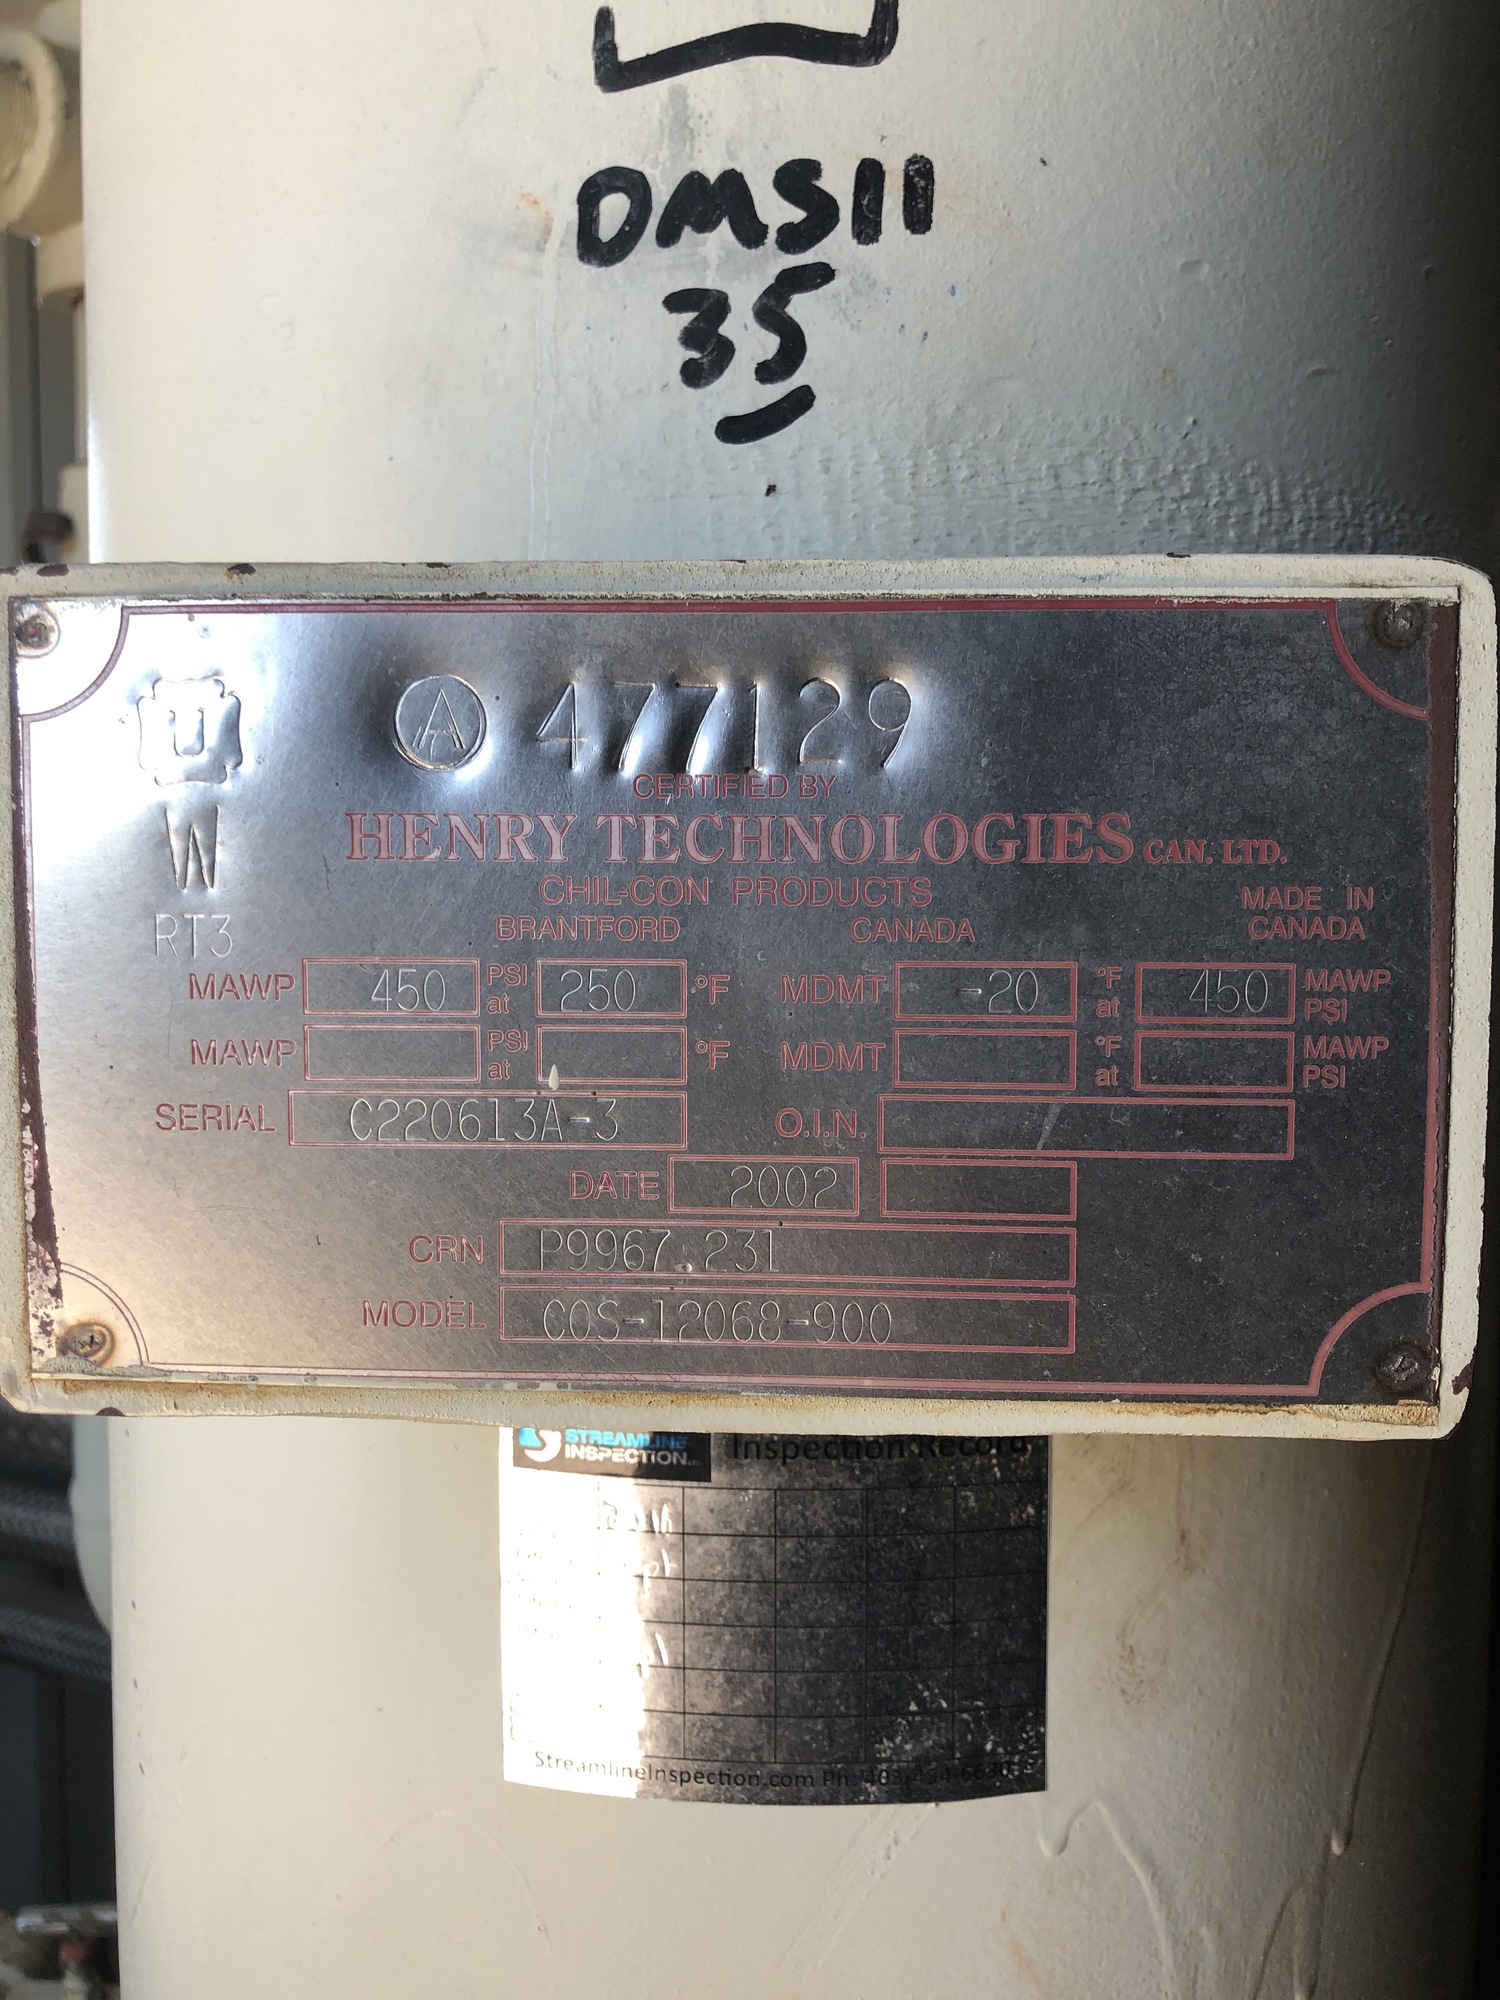 DMS11
35
U
A 477129
W
CERTIFIED BY
HENRY TECHNOLOGIES CAN. LTD.
CHIL-CON PRODUCTS
MADE IN CANADA
BRANTFORD CANADA
RT3
MAWP 450 PSI at 250 °F MDMT -20 °F at 450 MAWP PSI
MAWP PSI at °F MDMT °F at MAWP PSI
SERIAL C220613A-3 O.I.N.
DATE 2002
CRN P9967.231
MODEL COS-12068-900
STREAMLINE
INSPECTION
Inspection Record
StreamlineInspection.com Ph: